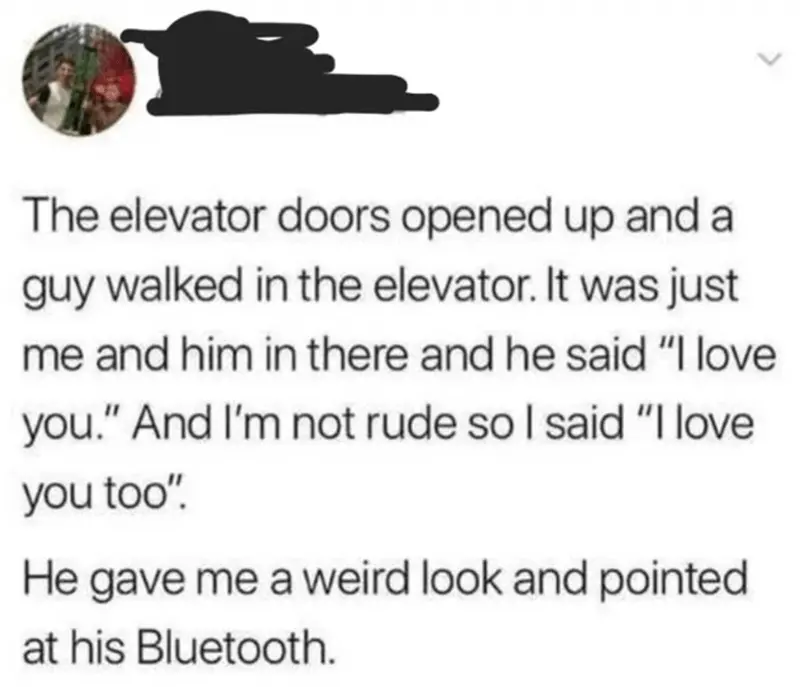 The elevator doors opened up and a
guy walked in the elevator. It was just
me and him in there and he said "I love
you." And I'm not rude so I said "I love
you too".
He gave me a weird look and pointed
at his Bluetooth.